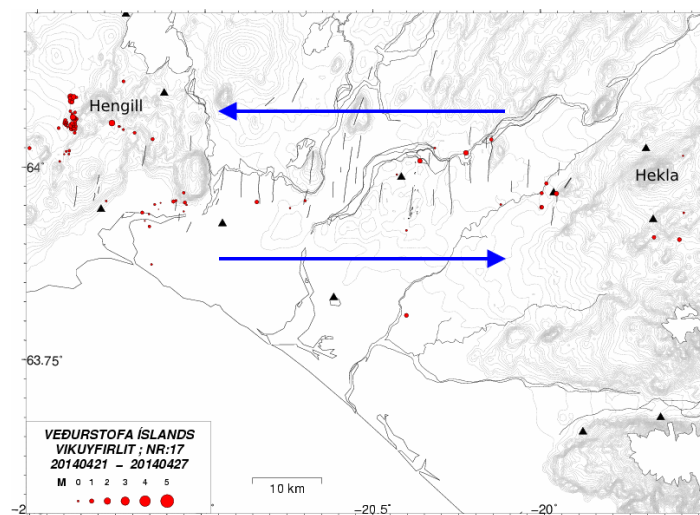 Hengill
64
Hekla
63.75°
VEÐURSTOFA ÍSLANDS
VIKUYFIRLIT ; NR:17
20140421 – 20140427
M 0 1 2 3 4 5
10 km
-20.5
-20